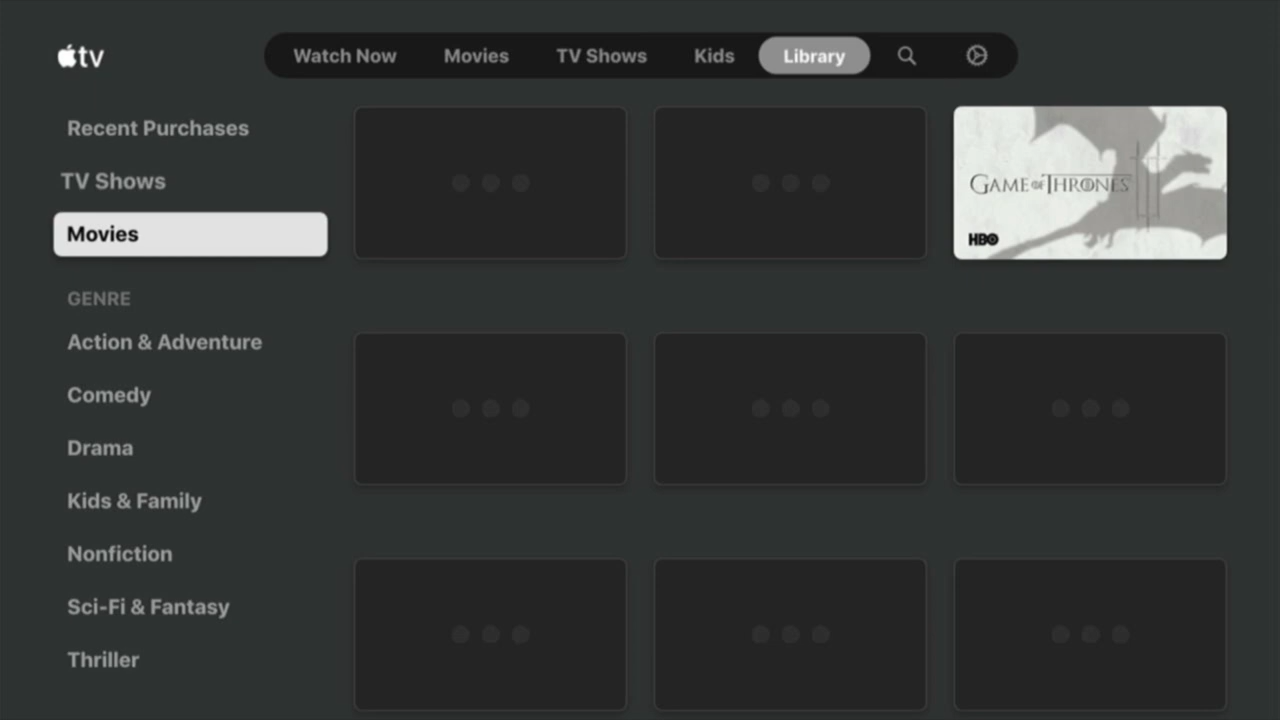 tv
Watch Now
Movies
TV Shows
Kids
Library
Recent Purchases
TV Shows
Movies
GENRE
Action & Adventure
Comedy
Drama
Kids & Family
Nonfiction
Sci-Fi & Fantasy
Thriller
GAME OF THRONES
HBO